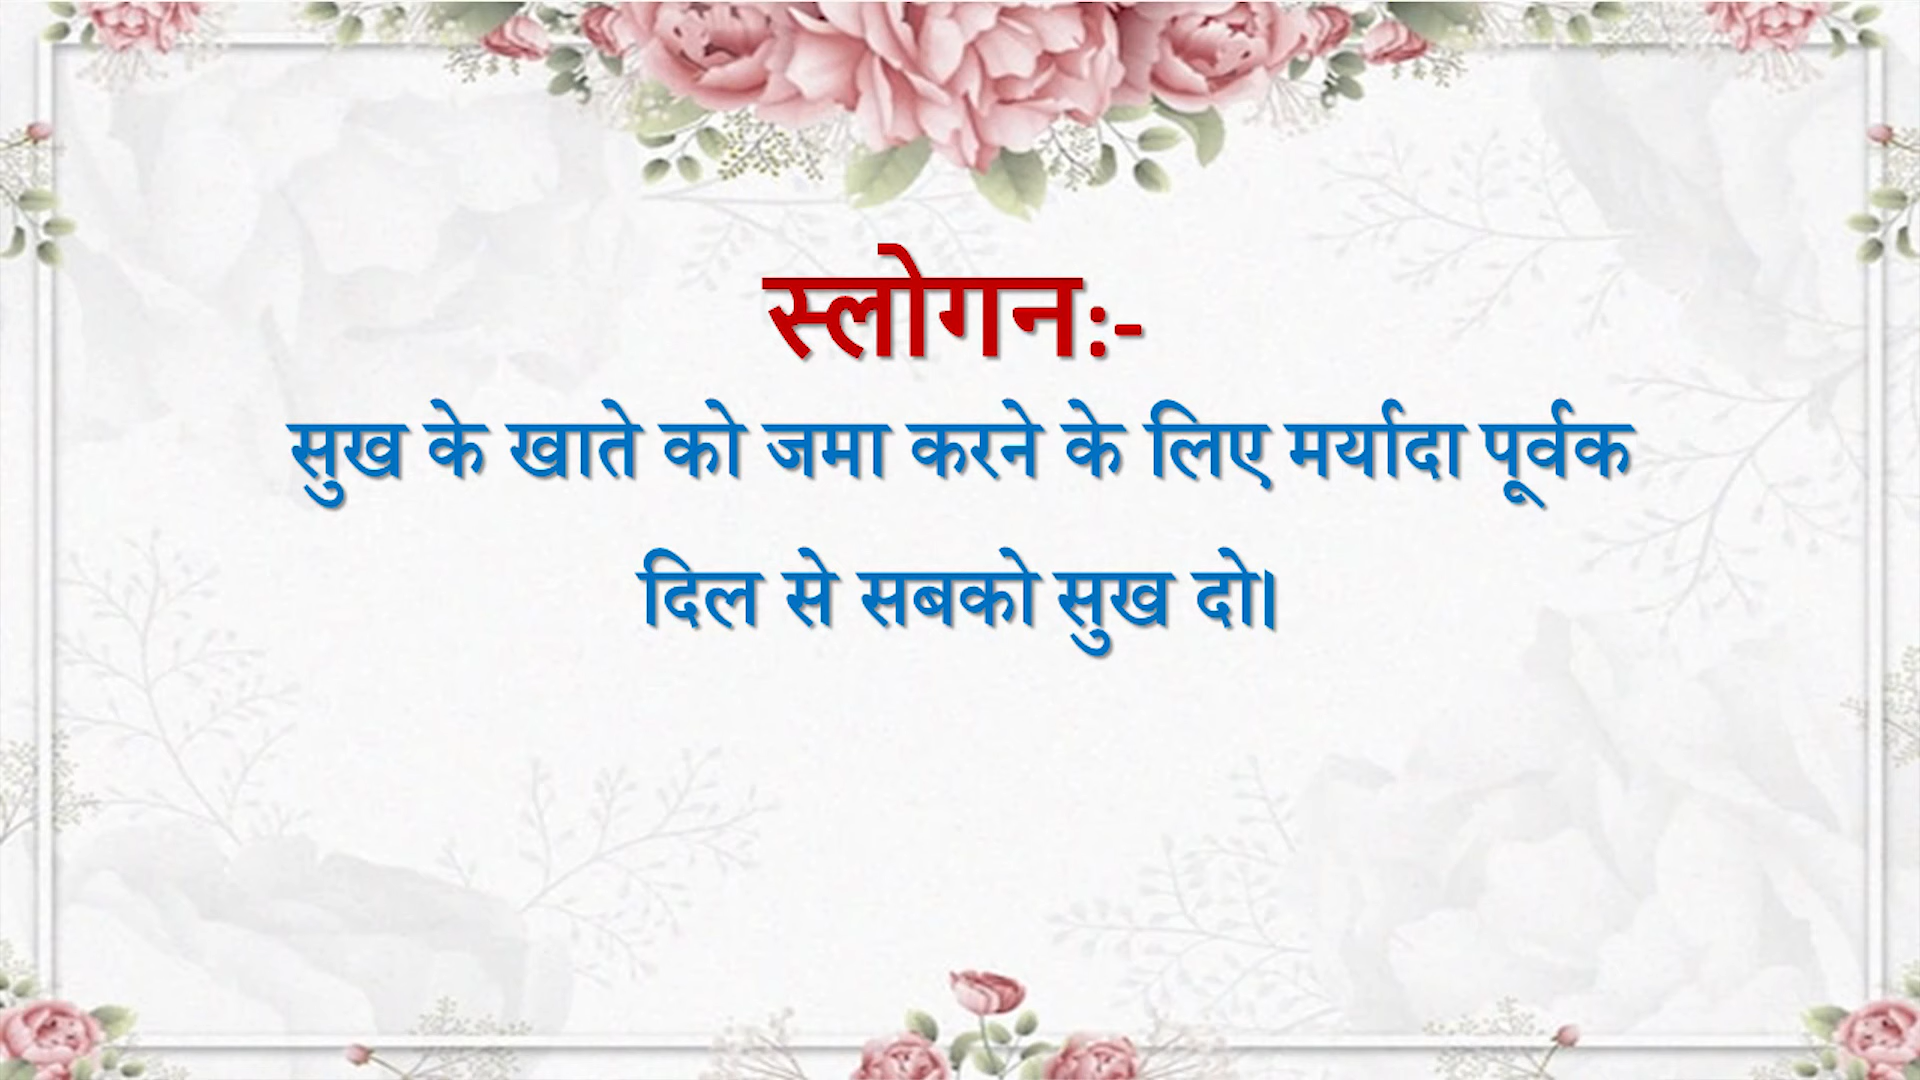 स्लोगन:-
सुख के खाते को जमा करने के लिए मर्यादा पूर्वक
दिल से सबको सुख दो।